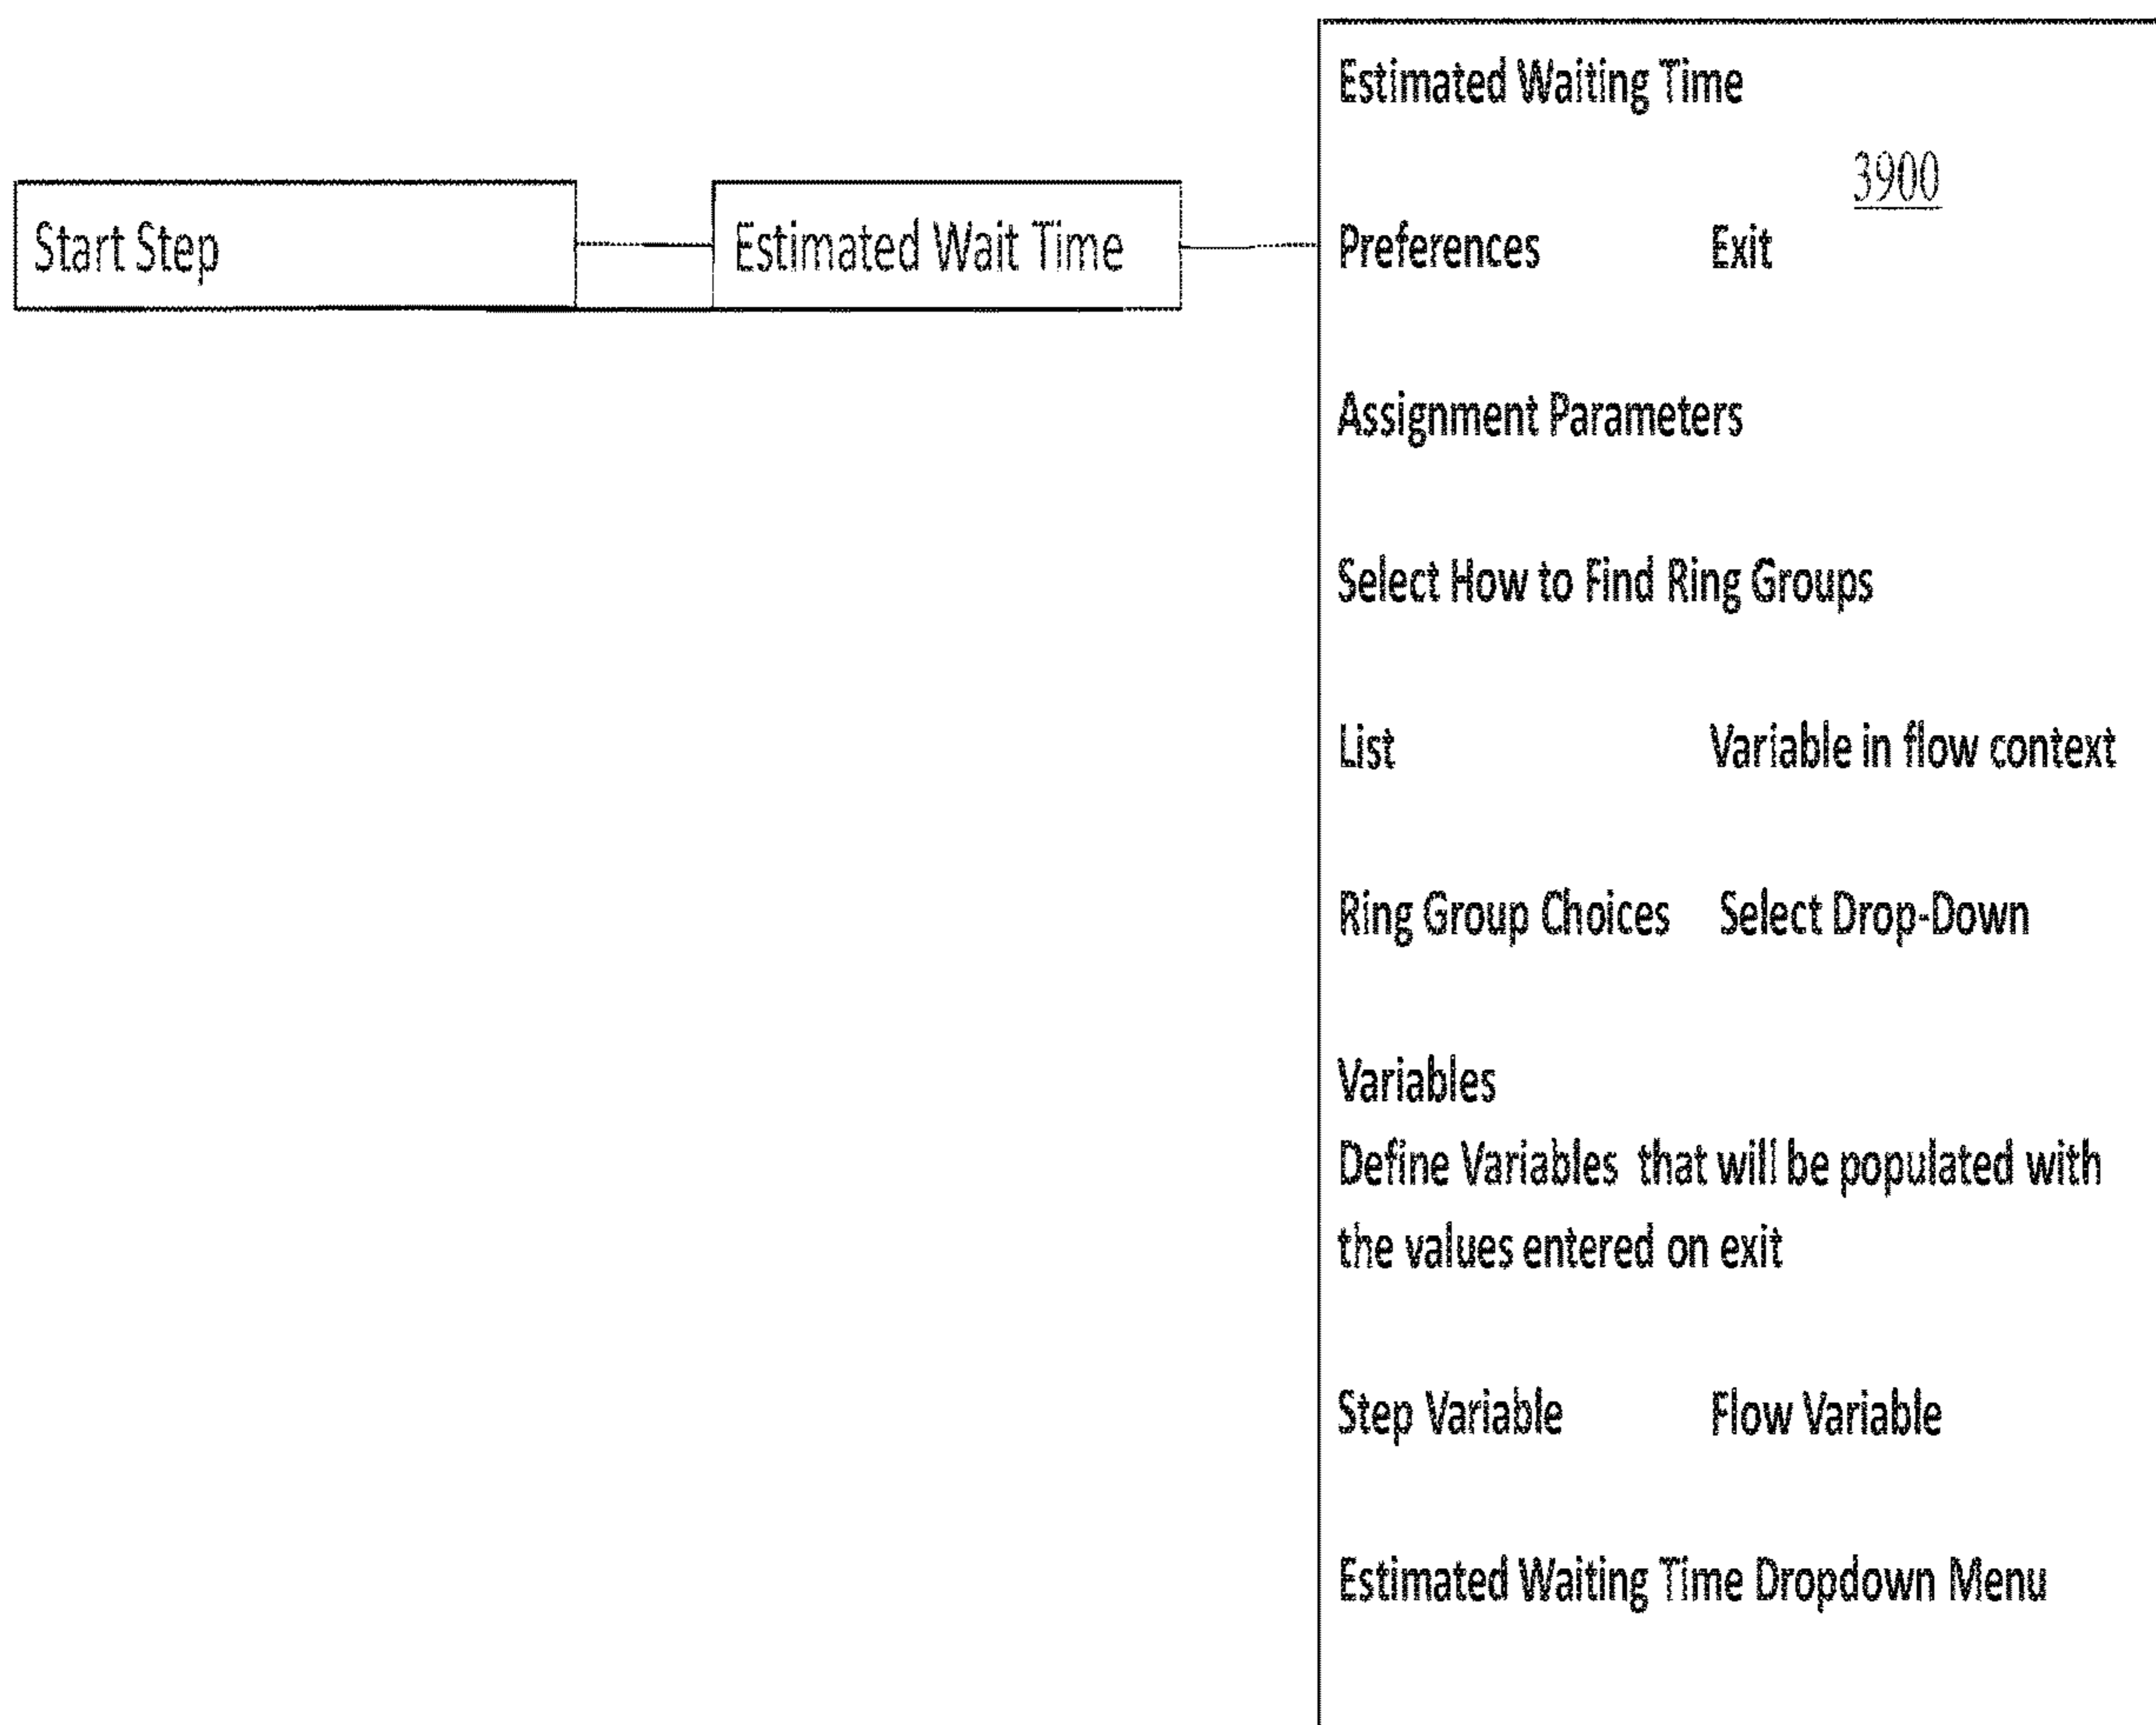 Start Step
Estimated Wait Time
Estimated Waiting Time
3900
Preferences Exit
Assignment Parameters
Select How to Find Ring Groups
List Variable in flow context
Ring Group Choices Select Drop-Down
Variables
Define Variables that will be populated with
the values entered on exit
Step Variable Flow Variable
Estimated Waiting Time Dropdown Menu